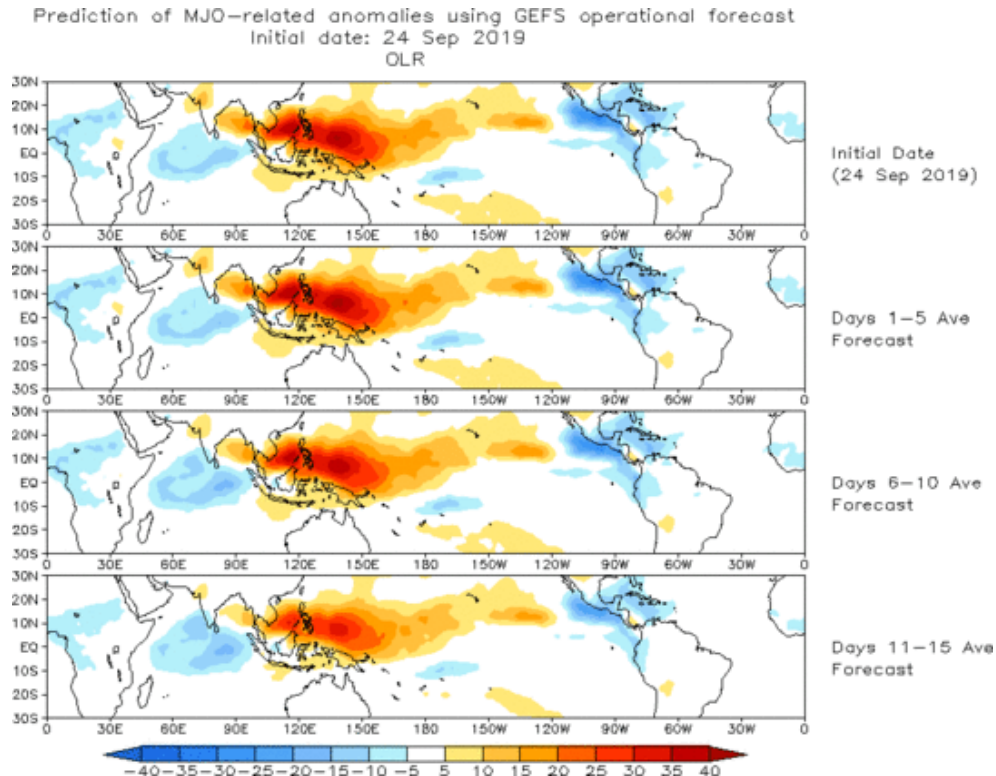 Prediction of MJO-related anomalies using GEFS operational forecast
Initial date: 24 Sep 2019
OLR
30N
20N
10N
EQ
10S
20S
30S
0 30E 60E 90E 120E 150E 180 150W 120W 90W 60W 30W 0
Initial Date
(24 Sep 2019)
30N
20N
10N
EQ
10S
20S
30S
0 30E 60E 90E 120E 150E 180 150W 120W 90W 60W 30W 0
Days 1-5 Ave
Forecast
30N
20N
10N
EQ
10S
20S
30S
0 30E 60E 90E 120E 150E 180 150W 120W 90W 60W 30W 0
Days 6-10 Ave
Forecast
30N
20N
10N
EQ
10S
20S
30S
0 30E 60E 90E 120E 150E 180 150W 120W 90W 60W 30W 0
Days 11-15 Ave
Forecast
-40 -35 -30 -25 -20 -15 -10 -5 5 10 15 20 25 30 35 40